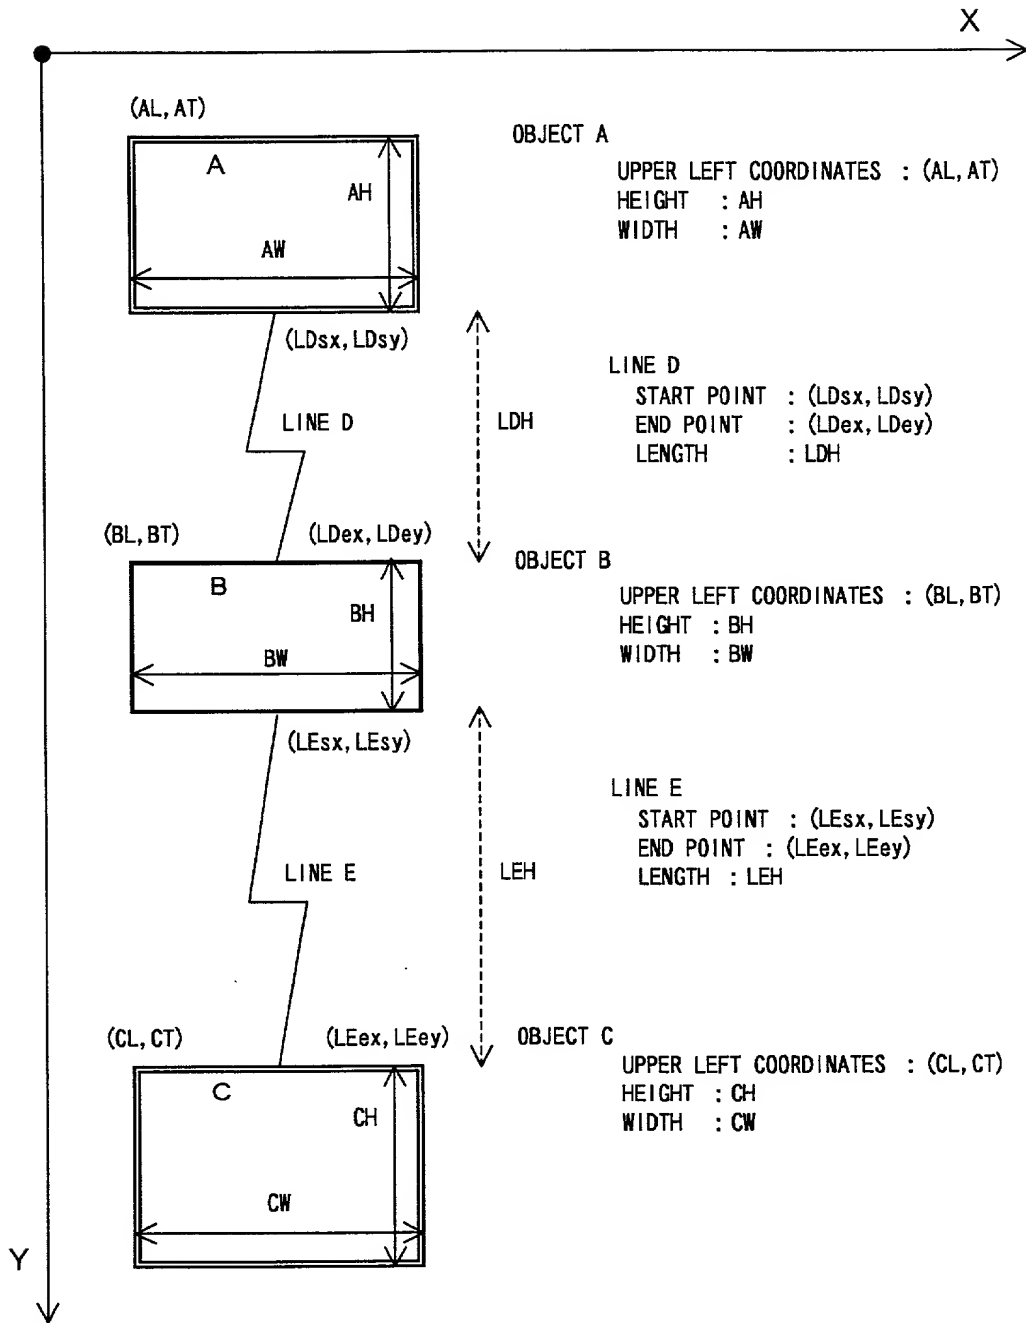 X
(AL, AT)
OBJECT A
A
UPPER LEFT COORDINATES : (AL, AT)
AH
HEIGHT : AH
WIDTH : AW
AW
(LDsx, LDsy)
LINE D
START POINT : (LDsx, LDsy)
LINE D
LDH
END POINT : (LDex, LDey)
LENGTH : LDH
(BL, BT)
(LDex, LDey)
OBJECT B
B
UPPER LEFT COORDINATES : (BL, BT)
BH
HEIGHT : BH
BW
WIDTH : BW
(LEsx, LEsy)
LINE E
START POINT : (LEsx, LEsy)
END POINT : (LEex, LEey)
LINE E
LEH
LENGTH : LEH
(CL, CT)
(LEex, LEey)
OBJECT C
UPPER LEFT COORDINATES : (CL, CT)
C
HEIGHT : CH
CH
WIDTH : CW
CW
Y